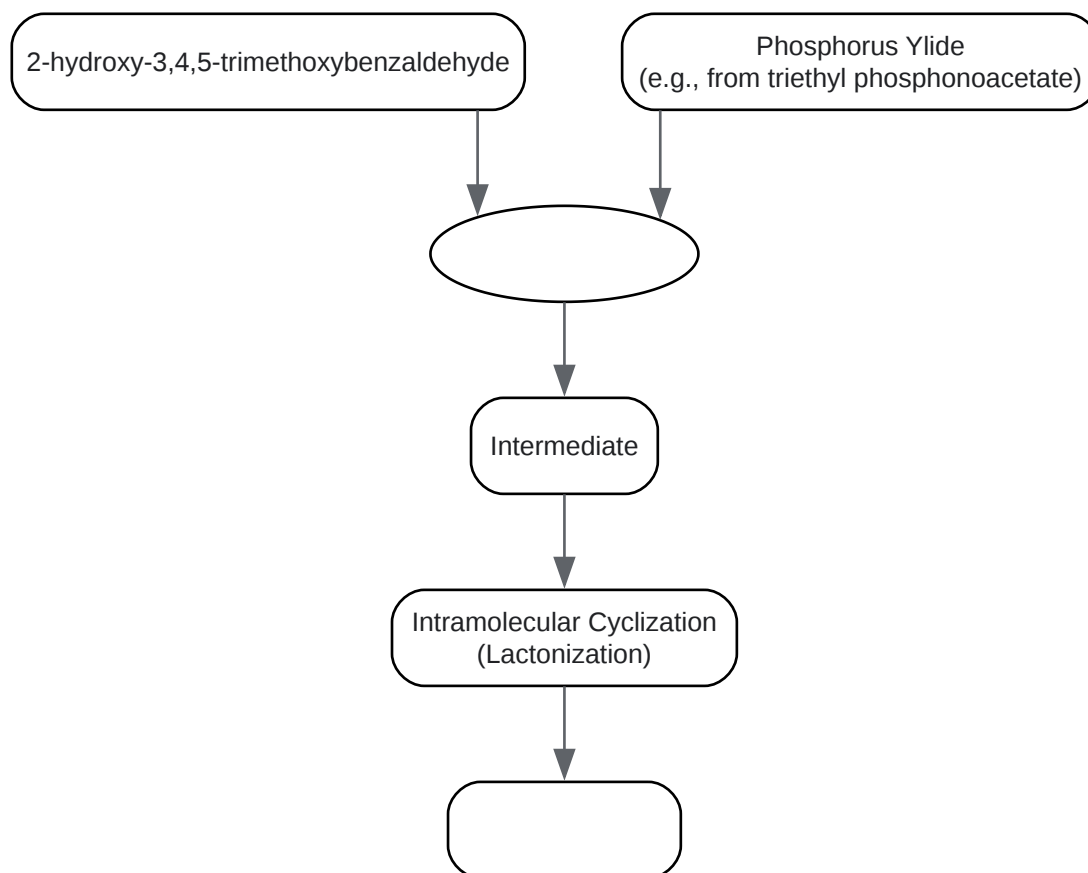 2-hydroxy-3,4,5-trimethoxybenzaldehyde
Phosphorus Ylide
(e.g., from triethyl phosphonoacetate)
Intermediate
Intramolecular Cyclization
(Lactonization)